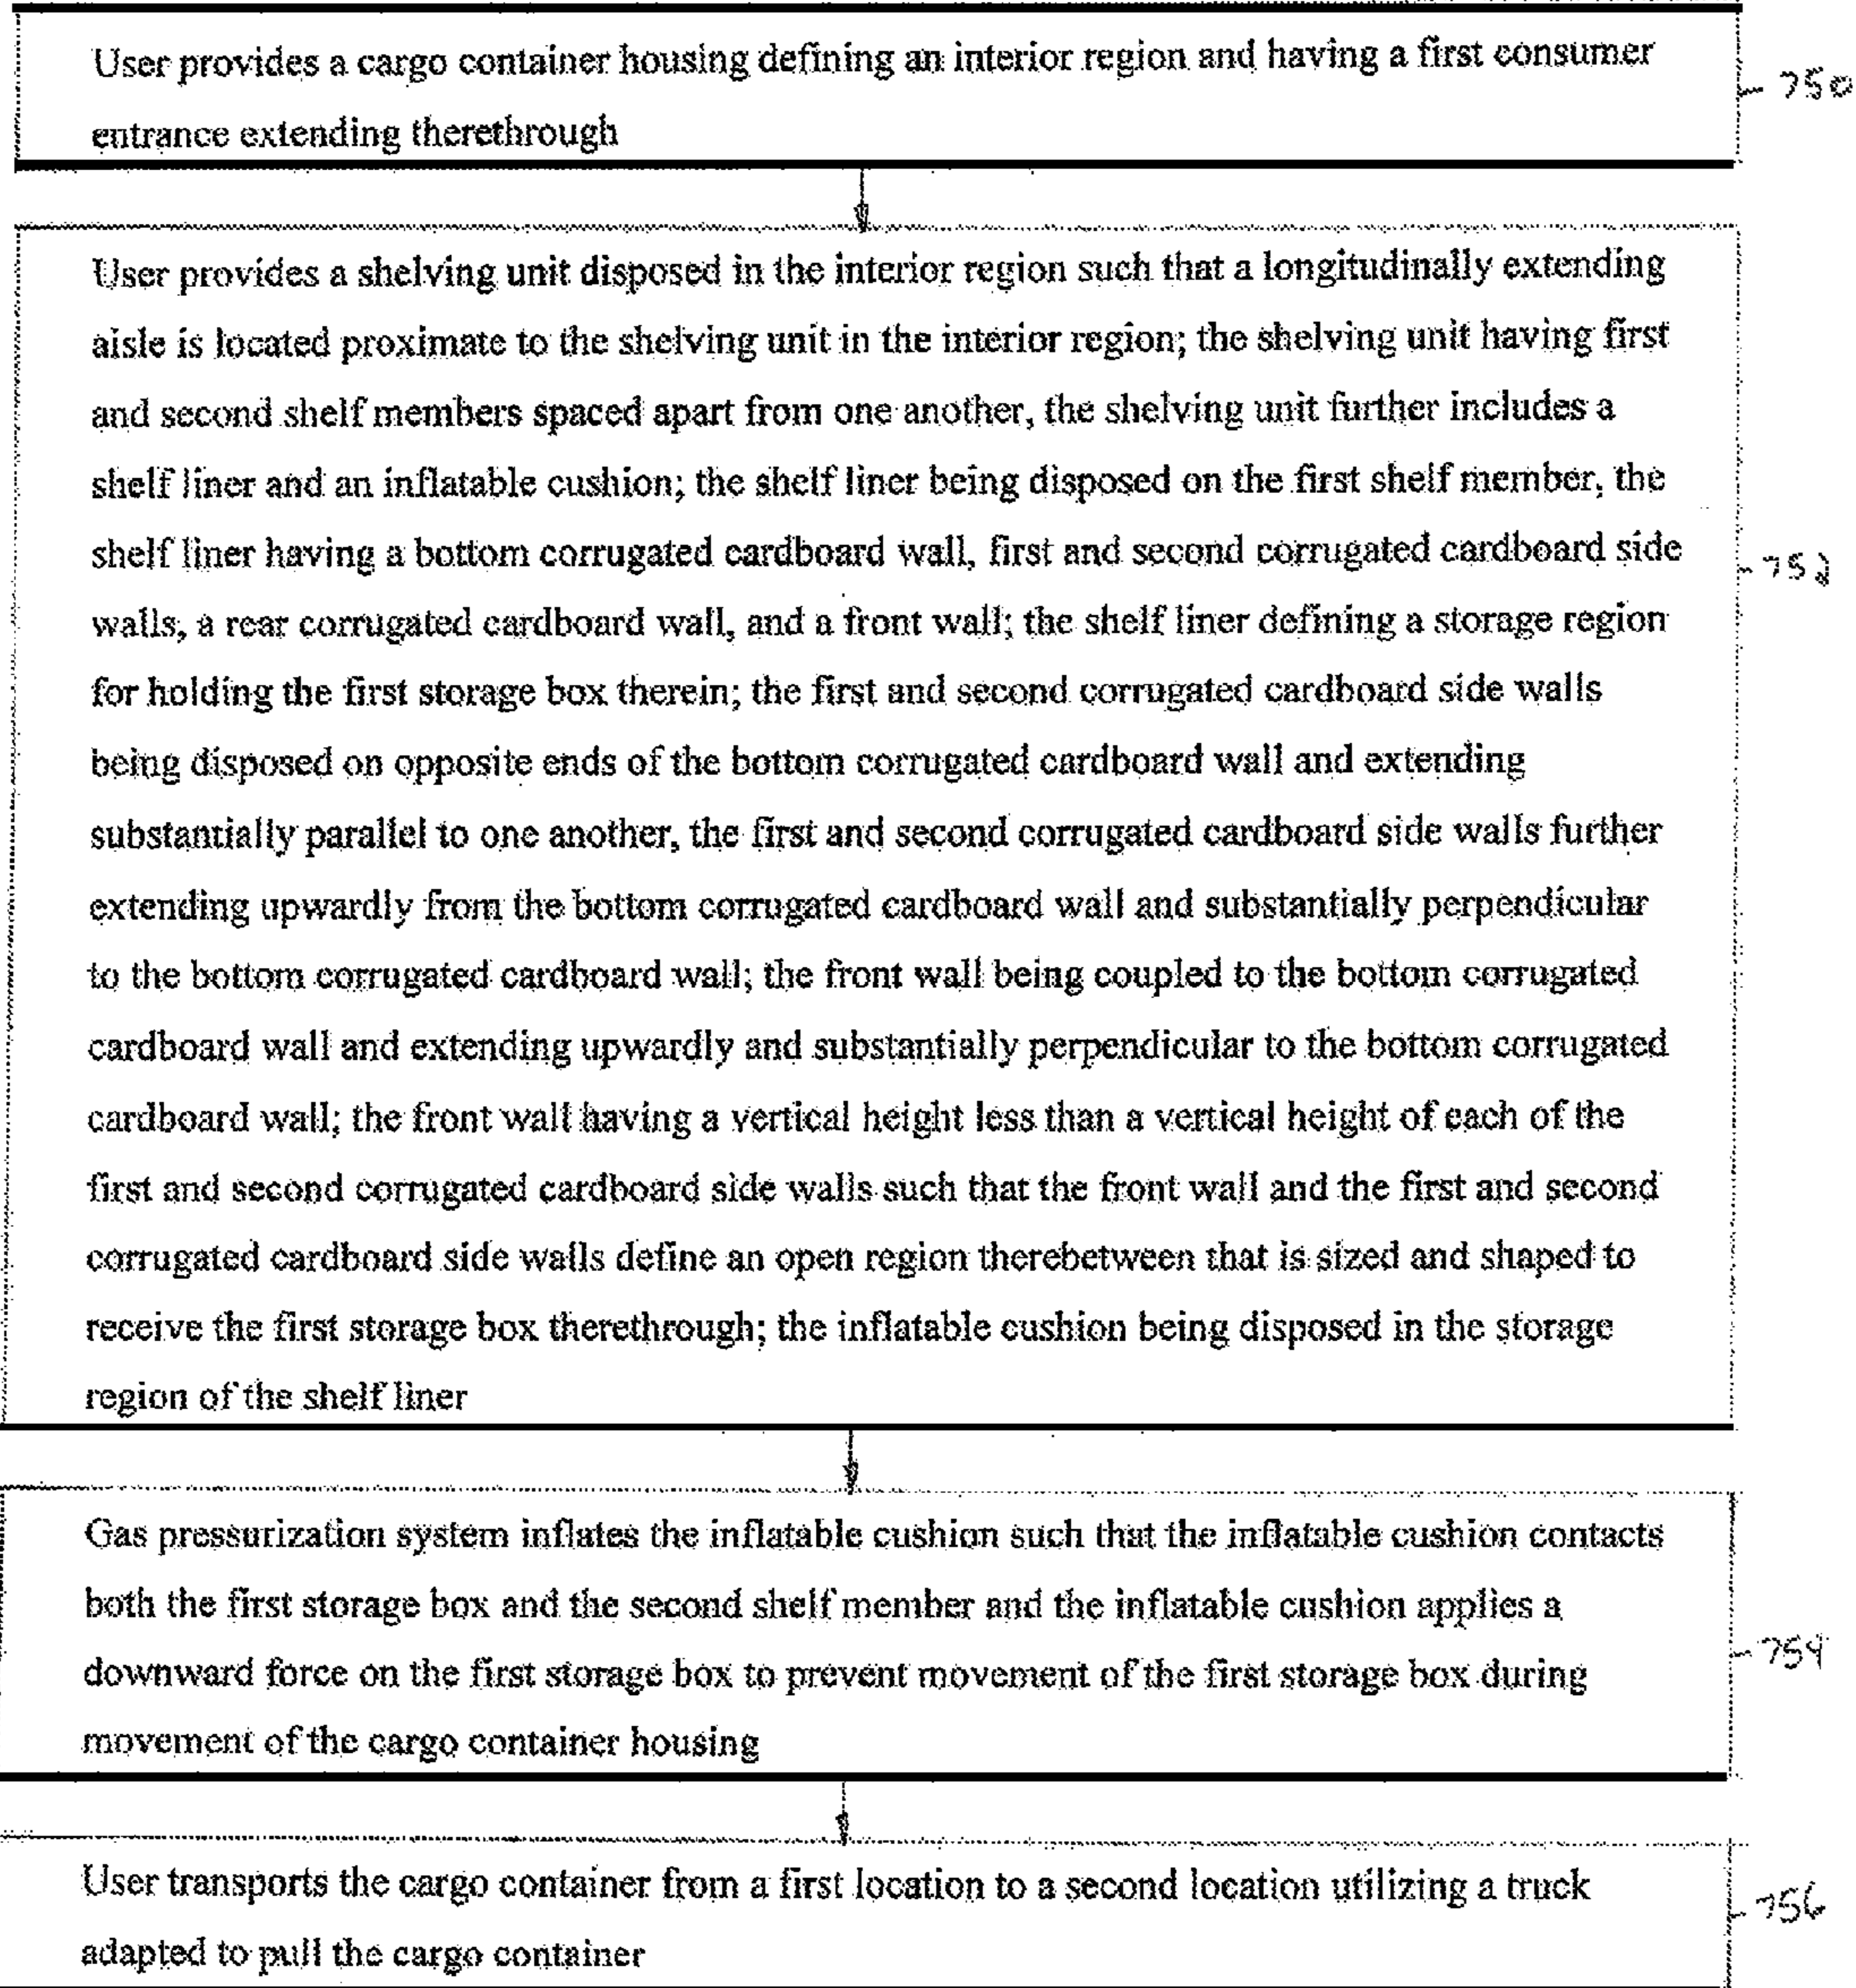 User provides a cargo container housing defining an interior region and having a first consumer
entrance extending therethrough
750
User provides a shelving unit disposed in the interior region such that a longitudinally extending
aisle is located proximate to the shelving unit in the interior region; the shelving unit having first
and second shelf members spaced apart from one another, the shelving unit further includes a
shelf liner and an inflatable cushion; the shelf liner being disposed on the first shelf member, the
shelf liner having a bottom corrugated cardboard wall, first and second corrugated cardboard side
walls, a rear corrugated cardboard wall, and a front wall; the shelf liner defining a storage region
for holding the first storage box therein; the first and second corrugated cardboard side walls
being disposed on opposite ends of the bottom corrugated cardboard wall and extending
substantially parallel to one another, the first and second corrugated cardboard side walls further
extending upwardly from the bottom corrugated cardboard wall and substantially perpendicular
to the bottom corrugated cardboard wall; the front wall being coupled to the bottom corrugated
cardboard wall and extending upwardly and substantially perpendicular to the bottom corrugated
cardboard wall; the front wall having a vertical height less than a vertical height of each of the
first and second corrugated cardboard side walls such that the front wall and the first and second
corrugated cardboard side walls define an open region therebetween that is sized and shaped to
receive the first storage box therethrough; the inflatable cushion being disposed in the storage
region of the shelf liner
752
Gas pressurization system inflates the inflatable cushion such that the inflatable cushion contacts
both the first storage box and the second shelf member and the inflatable cushion applies a
downward force on the first storage box to prevent movement of the first storage box during
movement of the cargo container housing
754
User transports the cargo container from a first location to a second location utilizing a truck
adapted to pull the cargo container
756